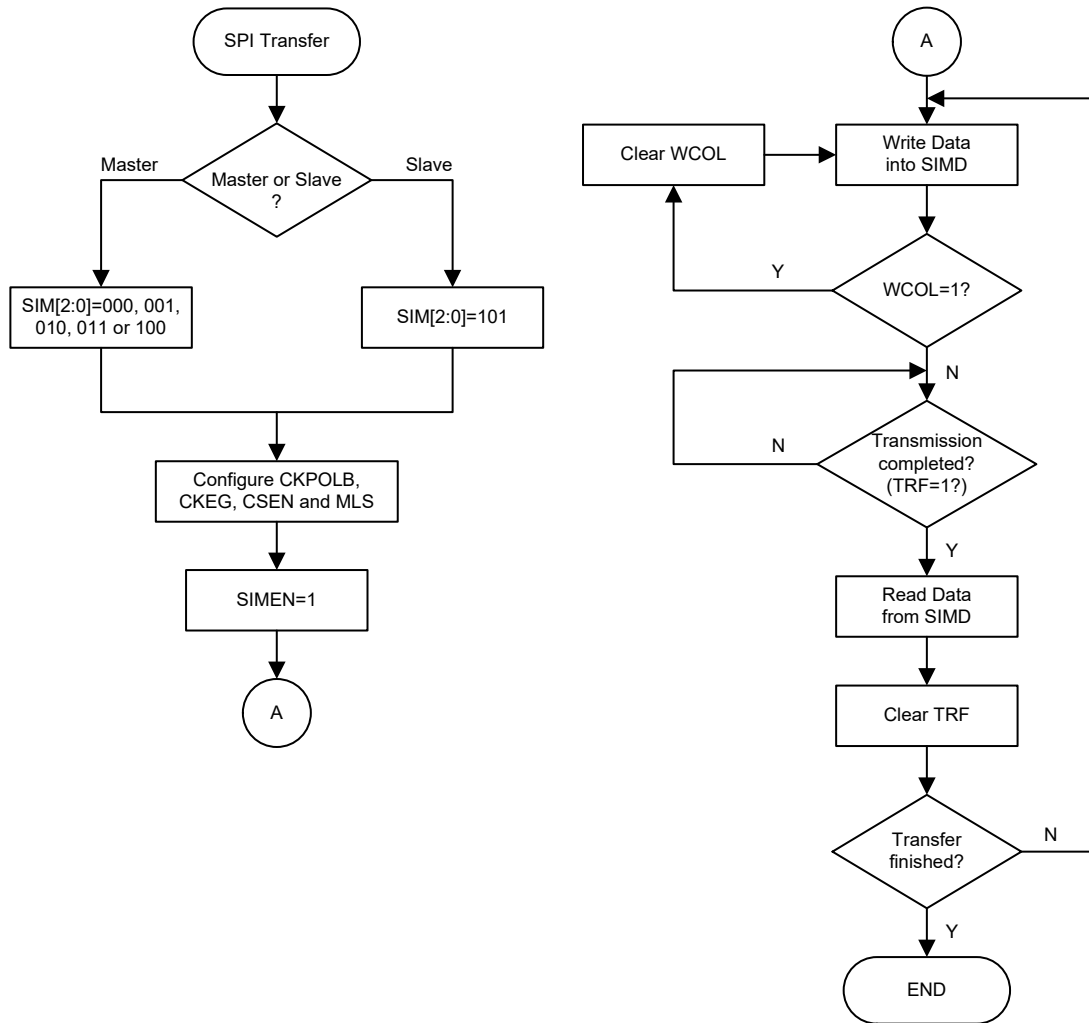 SPI Transfer
Master or Slave
?
Master
Slave
SIM[2:0]=000, 001,
010, 011 or 100
SIM[2:0]=101
Configure CKPOLB,
CKEG, CSEN and MLS
SIMEN=1
A
A
Clear WCOL
Write Data
into SIMD
Y
WCOL=1?
N
N
Transmission
completed?
(TRF=1?)
Y
Read Data
from SIMD
Clear TRF
Transfer
finished?
N
Y
END